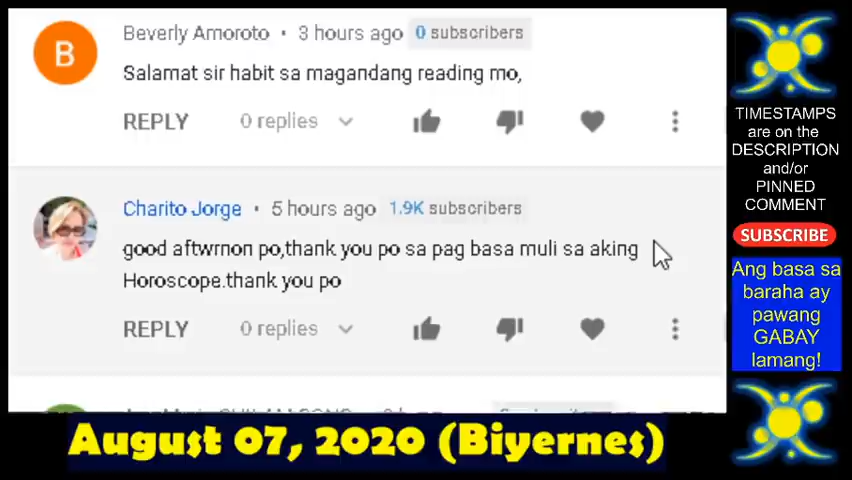 Beverly Amoroto • 3 hours ago 0 subscribers
Salamat sir habit sa magandang reading mo,
REPLY 0 replies
Charito Jorge • 5 hours ago 1.9K subscribers
good aftwrnon po,thank you po sa pag basa muli sa aking
Horoscope.thank you po
REPLY 0 replies
August 07, 2020 (Biyernes)
TIMESTAMPS
are on the
DESCRIPTION
and/or
PINNED
COMMENT
SUBSCRIBE
Ang basa sa
baraha ay
pawang
GABAY
lamang!